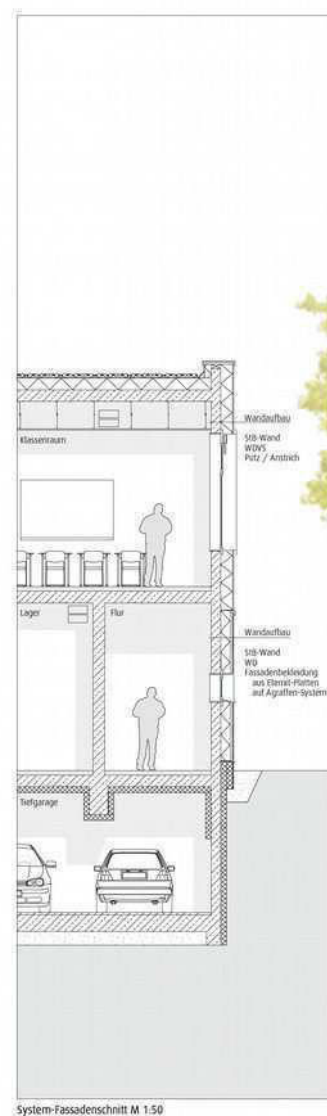 Wandaufbau
Klassenraum
StB-Wand
WDVS
Putz / Anstrich
Lager
Flur
Wandaufbau
StB-Wand
WD
Fassadenbekleidung
aus Eternit-Platten
auf Agraffen-System
Tiefgarage
System-Fassadenschnitt M 1:50